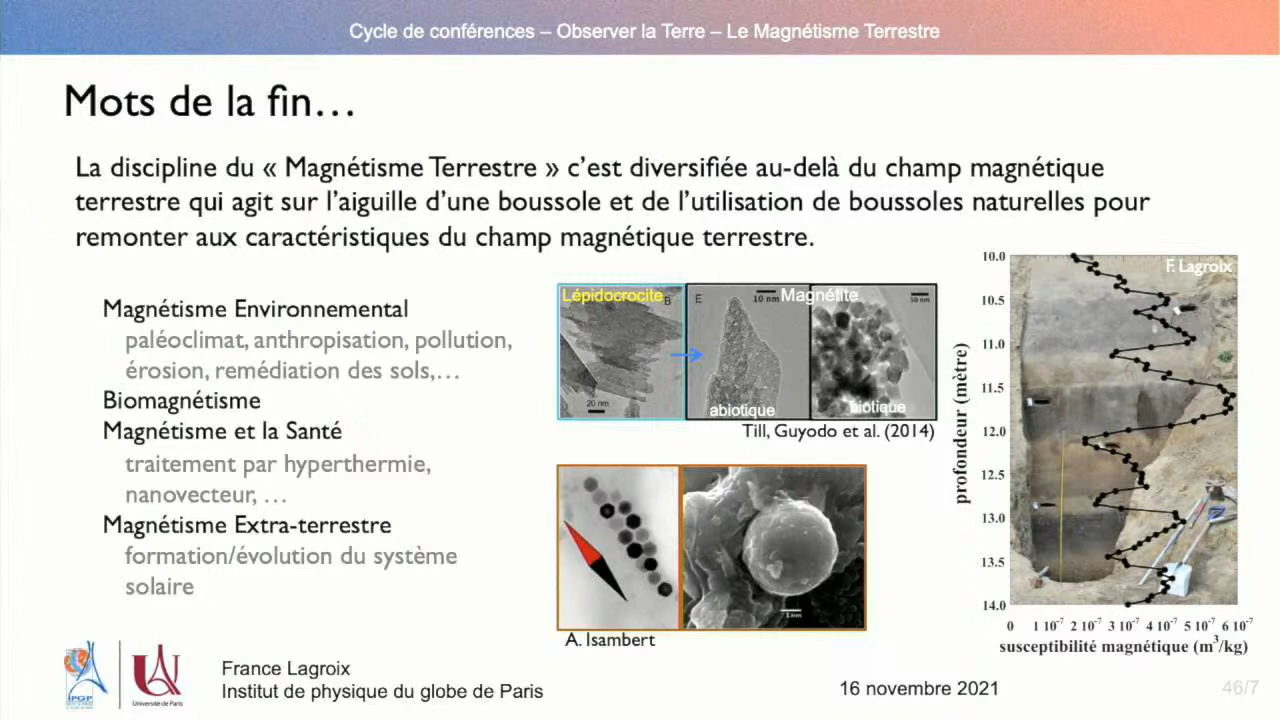 Cycle de conférences – Observer la Terre – Le Magnétisme Terrestre
Mots de la fin…
La discipline du « Magnétisme Terrestre » c’est diversifiée au-delà du champ magnétique
terrestre qui agit sur l’aiguille d’une boussole et de l’utilisation de boussoles naturelles pour
remonter aux caractéristiques du champ magnétique terrestre.
Magnétisme Environnemental
paléoclimat, anthropisation, pollution,
érosion, remédiation des sols,…
Biomagnétisme
Magnétisme et la Santé
traitement par hyperthermie,
nanovecteur, …
Magnétisme Extra-terrestre
formation/évolution du système
solaire
Lépidocrocite
B
20 nm
E
10 nm
Magnétite
50 nm
abiotique
biotique
Till, Guyodo et al. (2014)
A. Isambert
F. Lagroix
profondeur (mètre)
10.0
10.5
11.0
11.5
12.0
12.5
13.0
13.5
14.0
0 1 10⁻⁷ 2 10⁻⁷ 3 10⁻⁷ 4 10⁻⁷ 5 10⁻⁷ 6 10⁻⁷
susceptibilité magnétique (m³/kg)
IPGP
Université de Paris
France Lagroix
Institut de physique du globe de Paris
16 novembre 2021
46/7